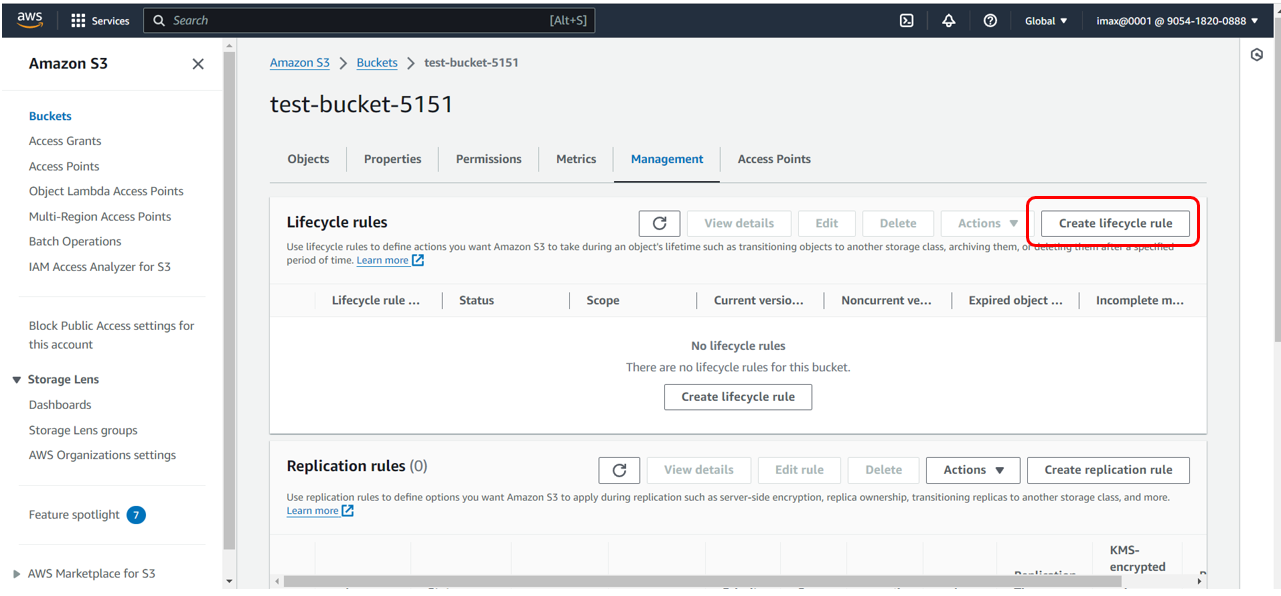 aws
Services
Search
[Alt+S]
Global
imax@0001 @ 9054-1820-0888
Amazon S3
Buckets
Access Grants
Access Points
Object Lambda Access Points
Multi-Region Access Points
Batch Operations
IAM Access Analyzer for S3
Block Public Access settings for
this account
Storage Lens
Dashboards
Storage Lens groups
AWS Organizations settings
Feature spotlight 7
AWS Marketplace for S3
Amazon S3 > Buckets > test-bucket-5151
test-bucket-5151
Objects Properties Permissions Metrics Management Access Points
Lifecycle rules
View details Edit Delete Actions Create lifecycle rule
Use lifecycle rules to define actions you want Amazon S3 to take during an object's lifetime such as transitioning objects to another storage class, archiving them, or deleting them after a specified
period of time. Learn more
Lifecycle rule ... Status Scope Current versio... Noncurrent ve... Expired object ... Incomplete m...
No lifecycle rules
There are no lifecycle rules for this bucket.
Create lifecycle rule
Replication rules (0)
View details Edit rule Delete Actions Create replication rule
Use replication rules to define options you want Amazon S3 to apply during replication such as server-side encryption, replica ownership, transitioning replicas to another storage class, and more.
Learn more
KMS-
encrypted